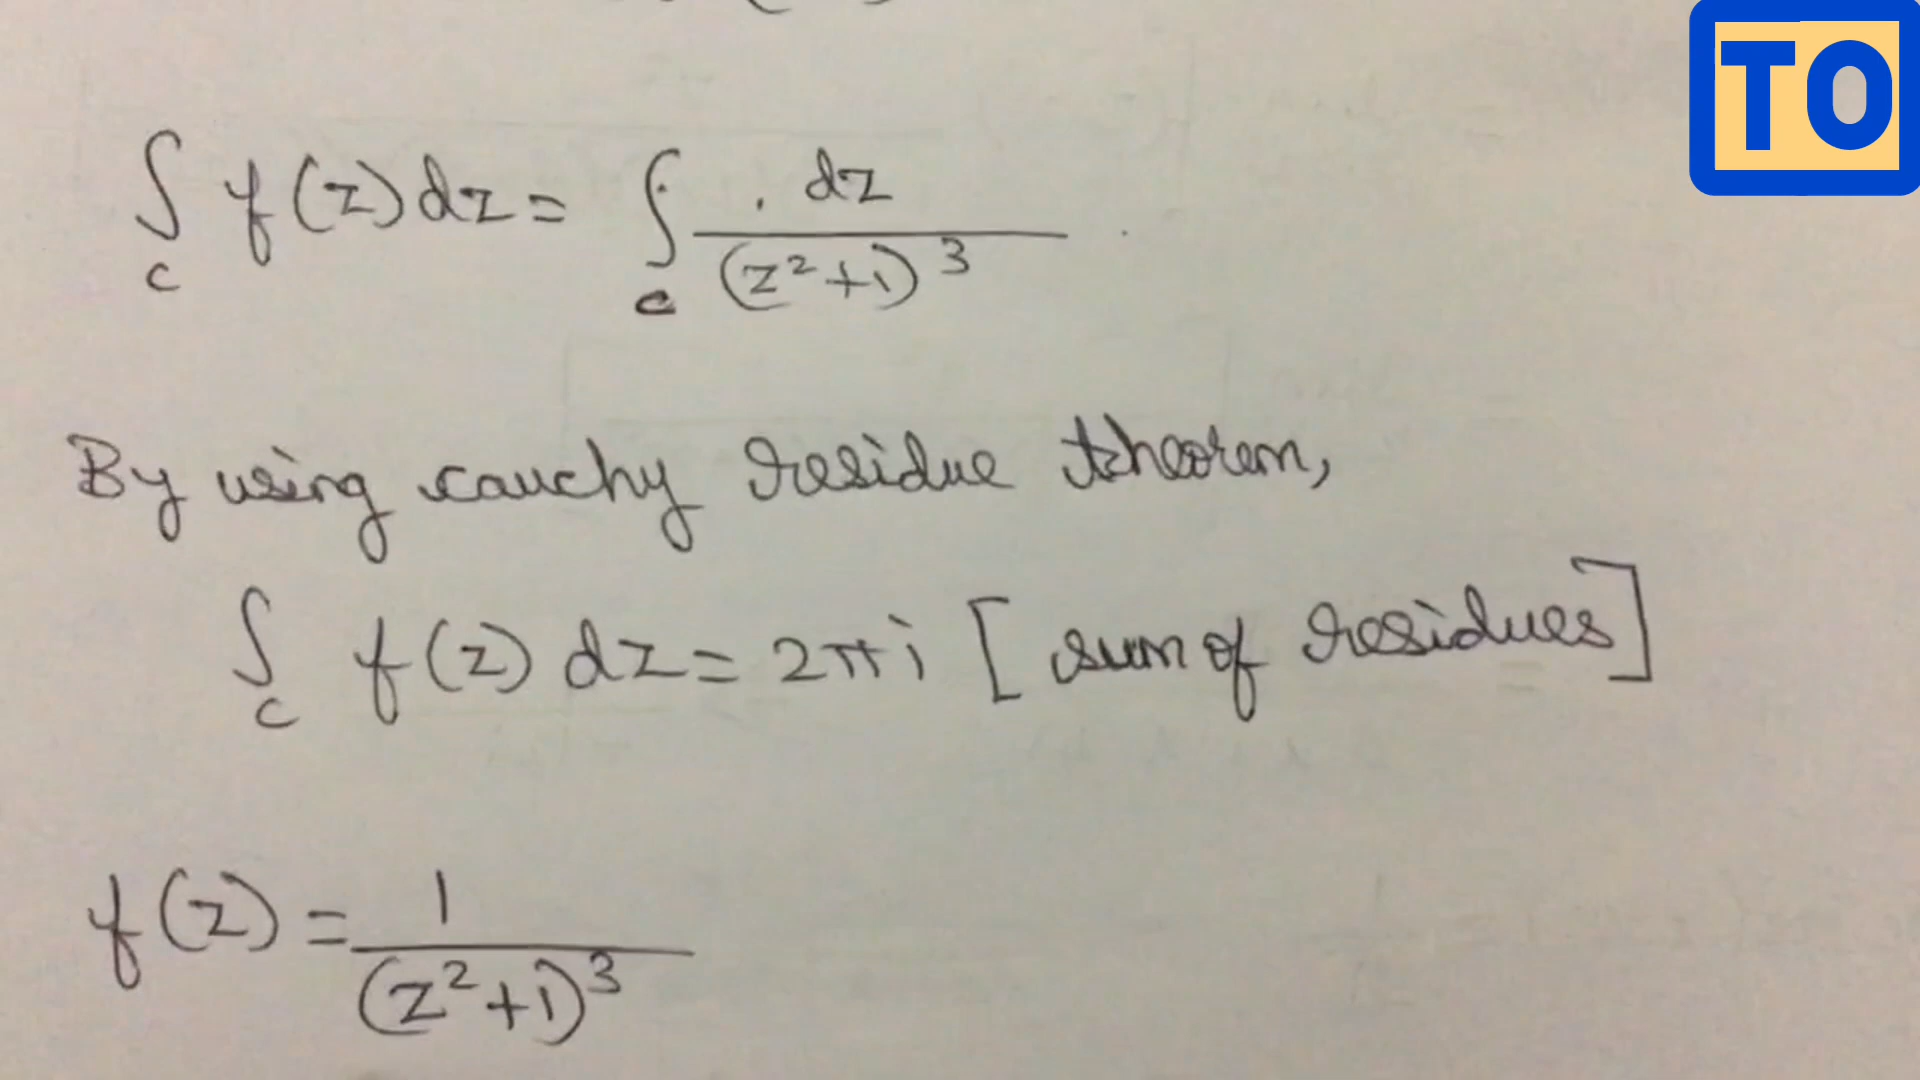 TO
∫_C f(z)dz = ∫_C dz / (z²+1)³
By using cauchy residue theorem,
∫_C f(z) dz = 2πi [sum of residues]
f(z) = 1 / (z²+1)³